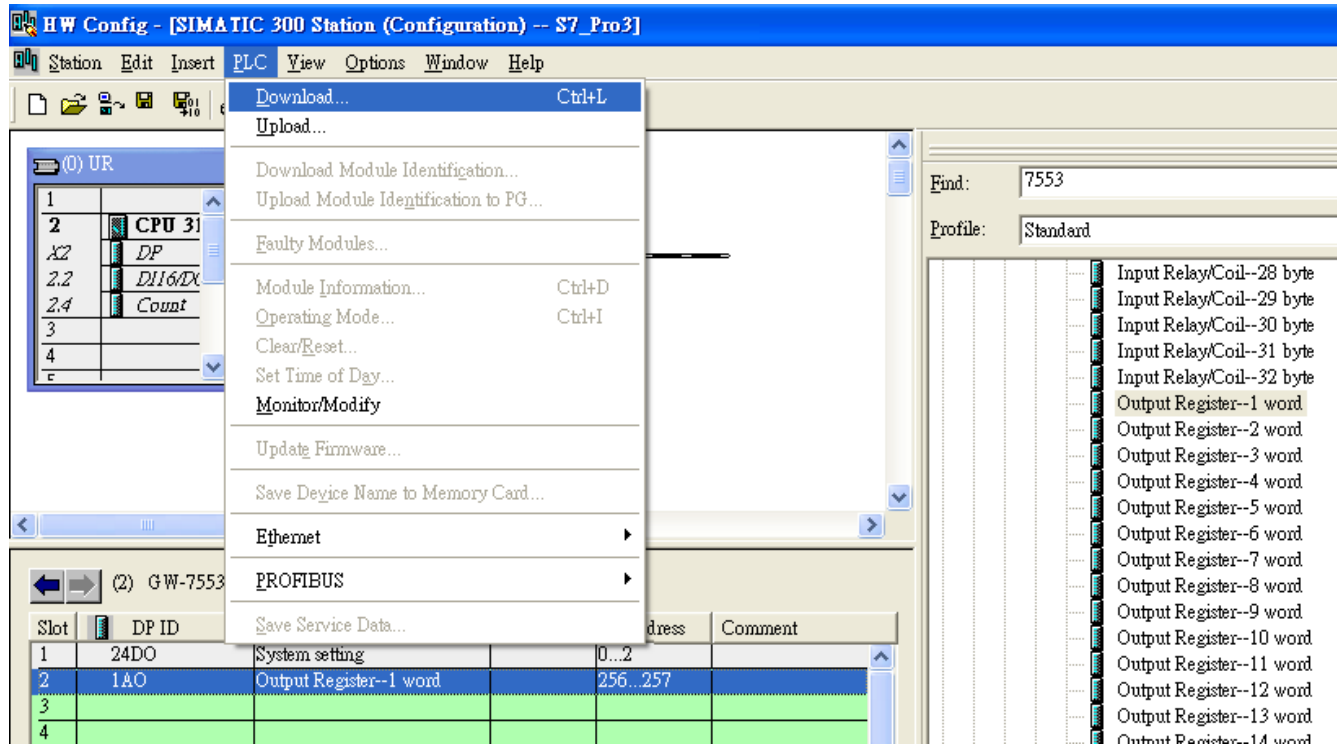 HW Config - [SIMATIC 300 Station (Configuration) -- S7_Pro3]
Station Edit Insert PLC View Options Window Help
Download... Ctrl+L
Upload...
Download Module Identification...
Upload Module Identification to PG...
Faulty Modules...
Module Information... Ctrl+D
Operating Mode... Ctrl+I
Clear/Reset...
Set Time of Day...
Monitor/Modify
Update Firmware...
Save Device Name to Memory Card...
Ethernet
PROFIBUS
Save Service Data...
(0) UR
1
2 CPU 31
X2 DP
2.2 DI16/DO
2.4 Count
3
4
Find: 7553
Profile: Standard
Input Relay/Coil--28 byte
Input Relay/Coil--29 byte
Input Relay/Coil--30 byte
Input Relay/Coil--31 byte
Input Relay/Coil--32 byte
Output Register--1 word
Output Register--2 word
Output Register--3 word
Output Register--4 word
Output Register--5 word
Output Register--6 word
Output Register--7 word
Output Register--8 word
Output Register--9 word
Output Register--10 word
Output Register--11 word
Output Register--12 word
Output Register--13 word
Output Register--14 word
(2) GW-7553
Slot DP ID dress Comment
1 24DO System setting 0...2
2 1AO Output Register--1 word 256...257
3
4